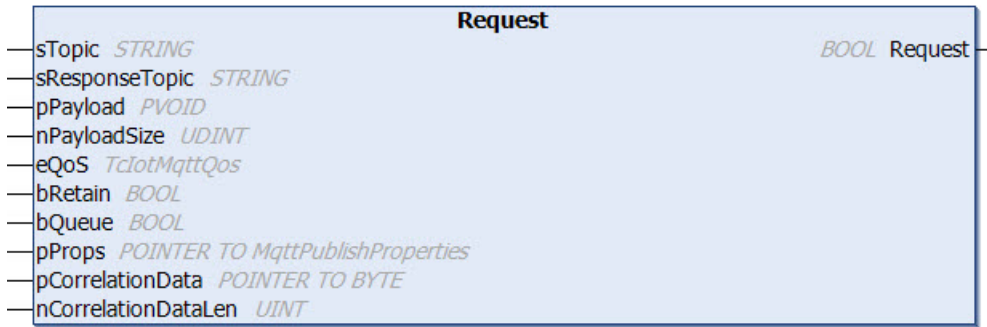 Request
sTopic STRING BOOL Request
sResponseTopic STRING
pPayload PVOID
nPayloadSize UDINT
eQoS TcIotMqttQos
bRetain BOOL
bQueue BOOL
pProps POINTER TO MqttPublishProperties
pCorrelationData POINTER TO BYTE
nCorrelationDataLen UINT